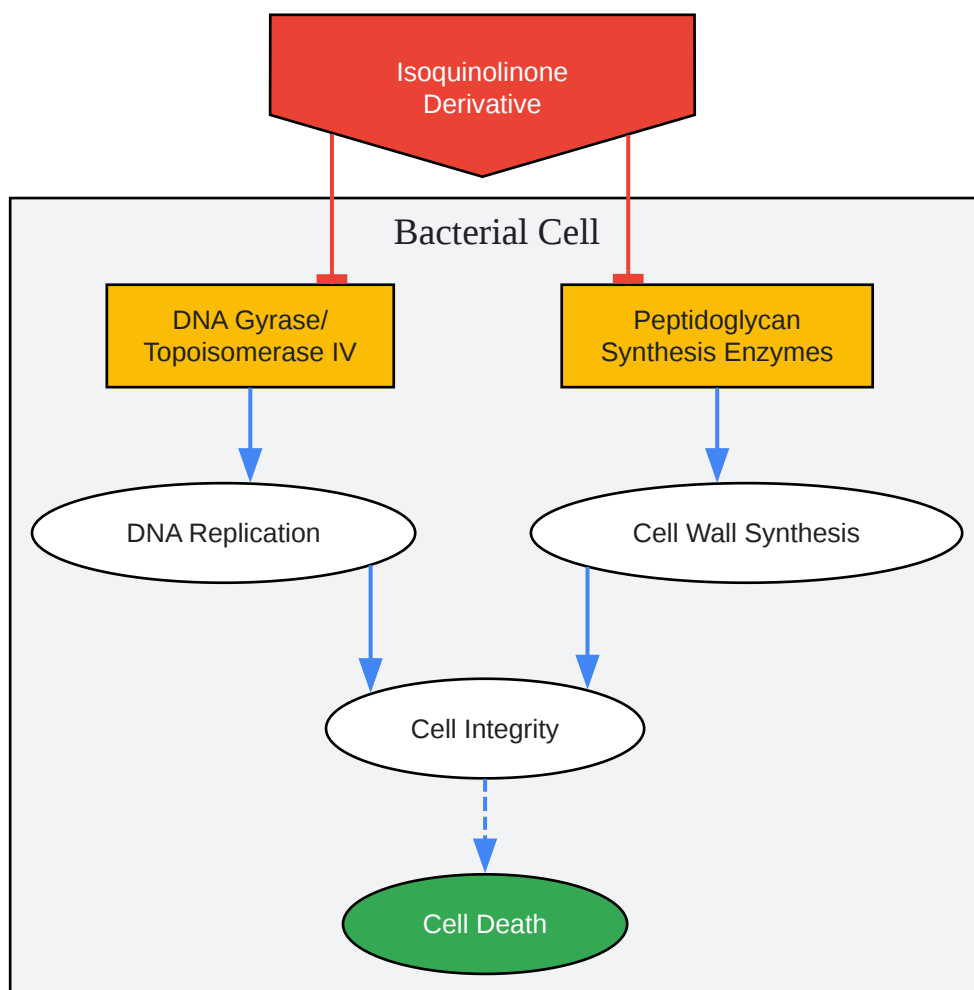 Isoquinolinone
Derivative
Bacterial Cell
DNA Gyrase/
Topoisomerase IV
Peptidoglycan
Synthesis Enzymes
DNA Replication
Cell Wall Synthesis
Cell Integrity
Cell Death